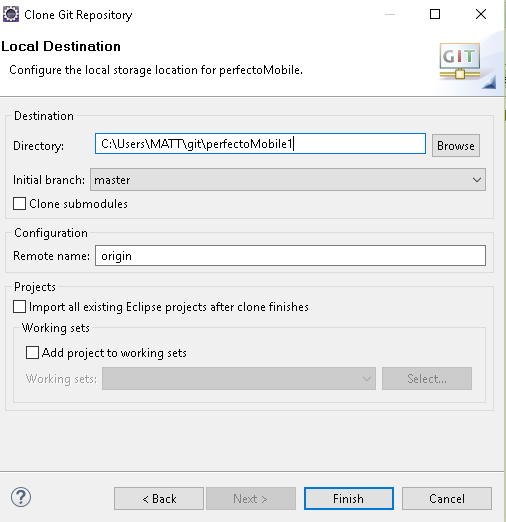 Clone Git Repository
Local Destination
Configure the local storage location for perfectoMobile.
GIT
Destination
Directory: C:\Users\MATT\git\perfectoMobile1 Browse
Initial branch: master
Clone submodules
Configuration
Remote name: origin
Projects
Import all existing Eclipse projects after clone finishes
Working sets
Add project to working sets
Working sets: Select...
? < Back Next > Finish Cancel